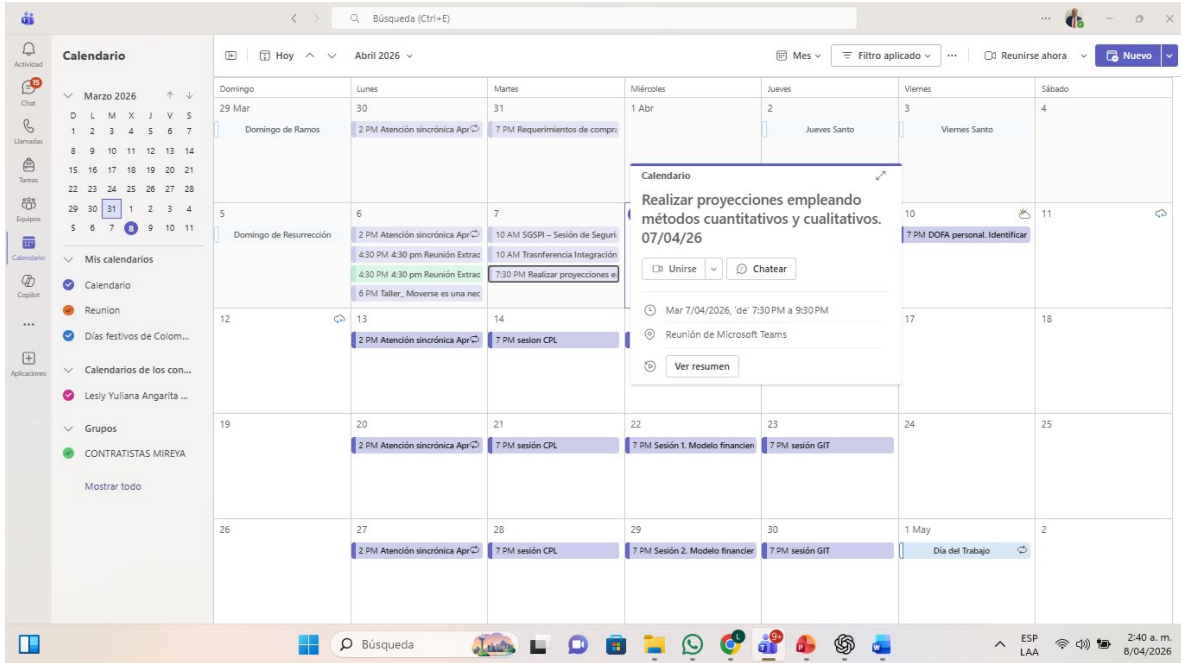 Búsqueda (Ctrl+E)
Actividad
Chat
15
Llamadas
Tareas
Equipos
Calendario
Copilot
Aplicaciones
Calendario
Marzo 2026
D L M X J V S
1 2 3 4 5 6 7
8 9 10 11 12 13 14
15 16 17 18 19 20 21
22 23 24 25 26 27 28
29 30 31 1 2 3 4
5 6 7 8 9 10 11
Mis calendarios
Calendario
Reunion
Días festivos de Colom...
Calendarios de los con...
Lesly Yuliana Angarita ...
Grupos
CONTRATISTAS MIREYA
Mostrar todo
Hoy
Abril 2026
Mes
Filtro aplicado
Reunirse ahora
Nuevo
Domingo Lunes Martes Miércoles Jueves Viernes Sábado
29 Mar 30 31 1 Abr 2 3 4
Domingo de Ramos
2 PM Atención sincrónica Apr
7 PM Requerimientos de compra
Jueves Santo
Viernes Santo
5 6 7 10 11
Domingo de Resurrección
2 PM Atención sincrónica Apr
4:30 PM 4:30 pm Reunión Extrac
4:30 PM 4:30 pm Reunión Extrac
6 PM Taller_ Moverse es una nec
10 AM SGSPI – Sesión de Seguri
10 AM Trasnferencia Integración
7:30 PM Realizar proyecciones e
7 PM DOFA personal. Identificar
Calendario
Realizar proyecciones empleando
métodos cuantitativos y cualitativos.
07/04/26
Unirse
Chatear
Mar 7/04/2026, 'de' 7:30 PM a 9:30 PM
Reunión de Microsoft Teams
Ver resumen
12 13 14 17 18
2 PM Atención sincrónica Apr
7 PM sesion CPL
19 20 21 22 23 24 25
2 PM Atención sincrónica Apr
7 PM sesión CPL
7 PM Sesión 1. Modelo financien
7 PM sesión GIT
26 27 28 29 30 1 May 2
2 PM Atención sincrónica Apr
7 PM sesión CPL
7 PM Sesión 2. Modelo financier
7 PM sesión GIT
Día del Trabajo
Búsqueda
9+
ESP
LAA
2:40 a. m.
8/04/2026